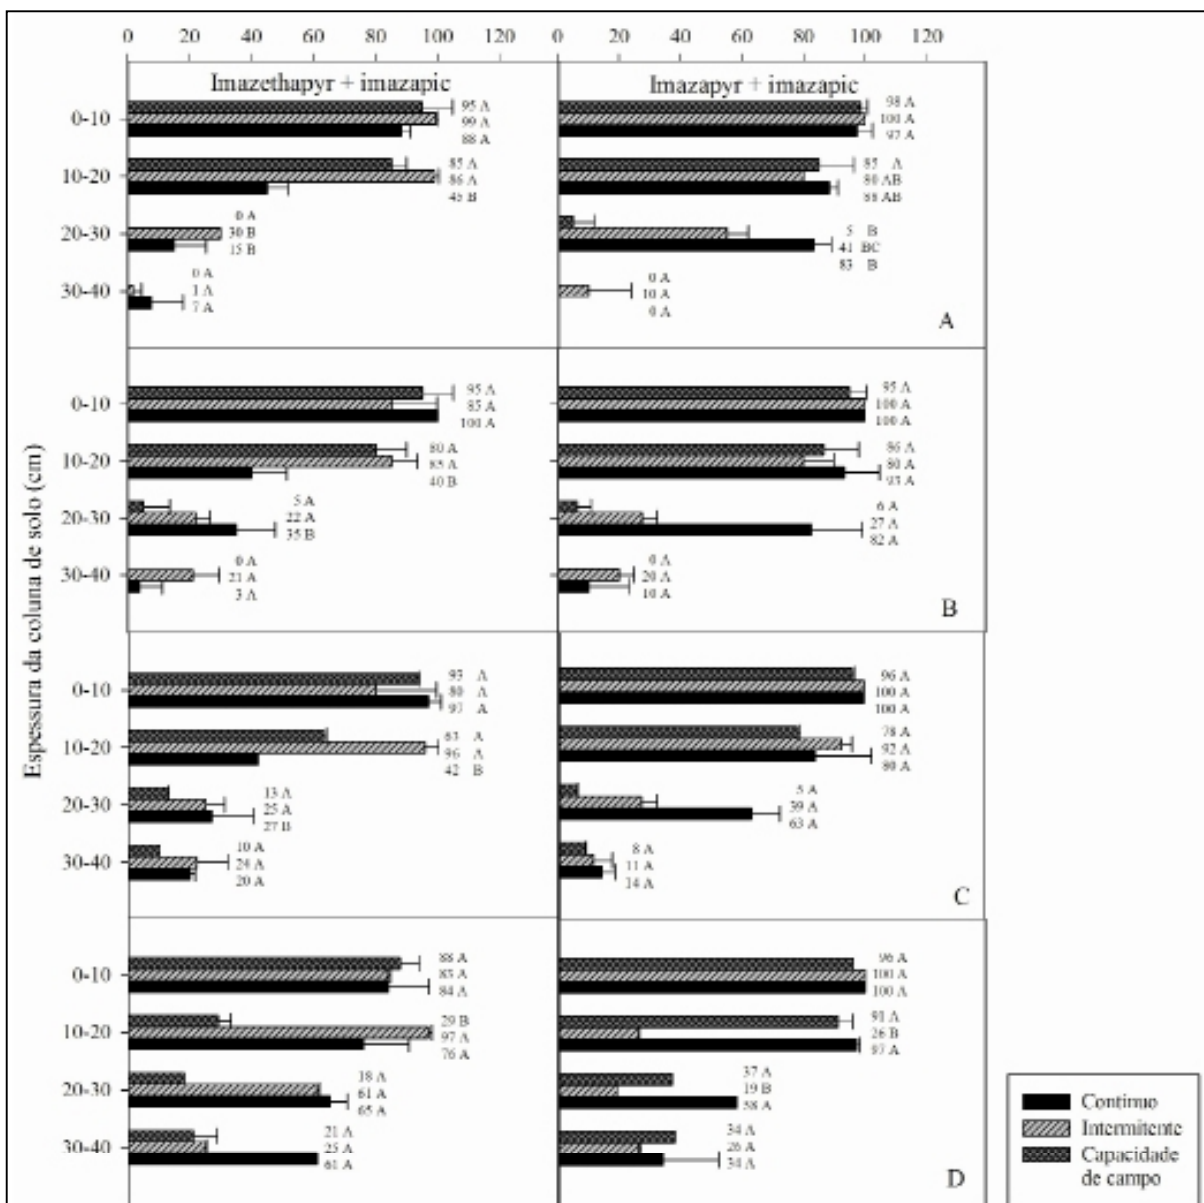 0 20 40 60 80 100 120 0 20 40 60 80 100 120
Imazethapyr + imazapic
Imazapyr + imazapic
Espessura da coluna de solo (cm)
0-10
95 A
99 A
88 A
98 A
100 A
97 A
10-20
85 A
86 A
45 B
85 A
80 AB
88 AB
20-30
0 A
30 B
15 B
5 B
41 BC
83 B
30-40
0 A
1 A
7 A
0 A
10 A
0 A
A
0-10
95 A
85 A
100 A
95 A
100 A
100 A
10-20
80 A
85 A
40 B
86 A
80 A
93 A
20-30
5 A
22 A
35 B
6 A
27 A
82 A
30-40
0 A
21 A
3 A
0 A
20 A
10 A
B
0-10
93 A
80 A
97 A
96 A
100 A
100 A
10-20
63 A
96 A
42 B
78 A
92 A
80 A
20-30
13 A
25 A
27 B
5 A
39 A
63 A
30-40
10 A
24 A
20 A
8 A
11 A
14 A
C
0-10
88 A
85 A
84 A
96 A
100 A
100 A
10-20
29 B
97 A
76 A
91 A
26 B
97 A
20-30
18 A
61 A
65 A
37 A
19 B
58 A
30-40
21 A
25 A
61 A
34 A
26 A
34 A
D
Contínuo
Intermitente
Capacidade
de campo